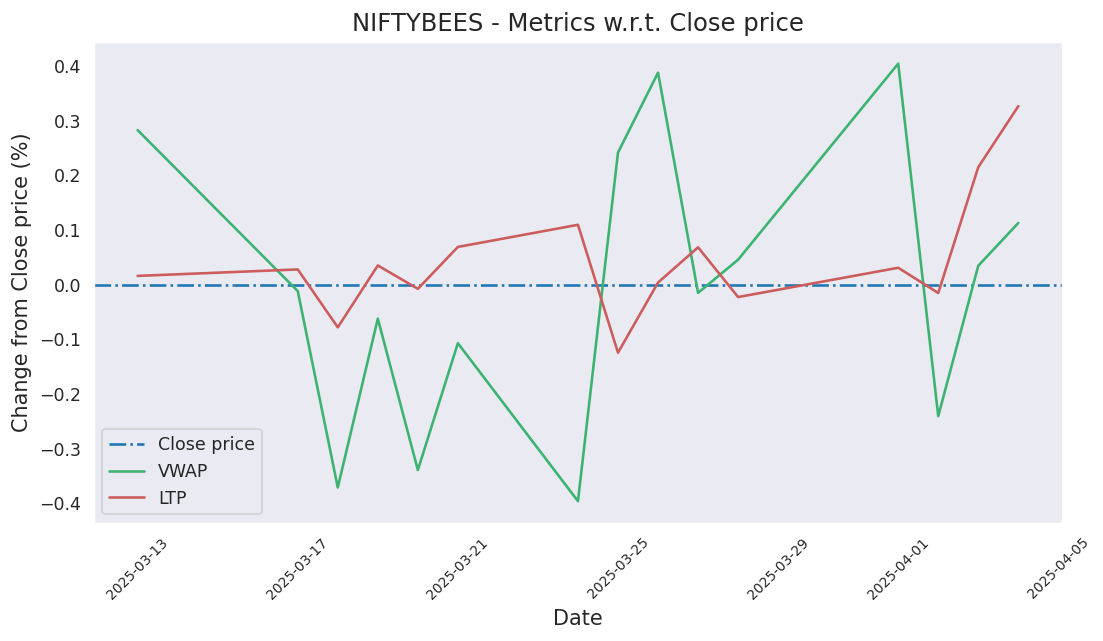 NIFTYBEES - Metrics w.r.t. Close price
Change from Close price (%)
0.4
0.3
0.2
0.1
0.0
−0.1
−0.2
−0.3
−0.4
Close price
VWAP
LTP
2025-03-13
2025-03-17
2025-03-21
2025-03-25
2025-03-29
2025-04-01
2025-04-05
Date